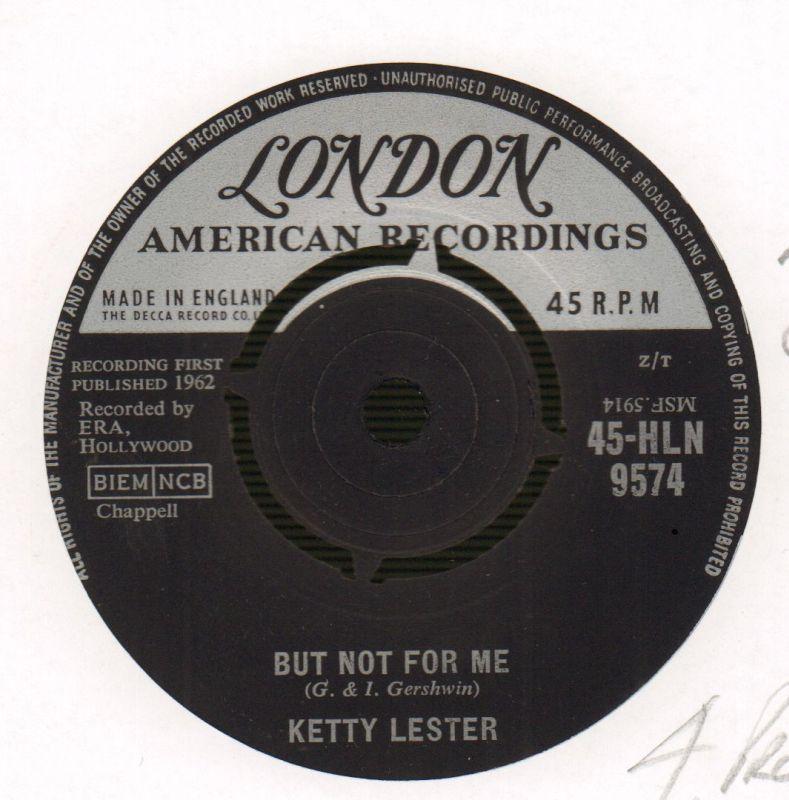 ALL RIGHTS OF THE MANUFACTURER AND OF THE OWNER OF THE RECORDED WORK RESERVED · UNAUTHORISED PUBLIC PERFORMANCE BROADCASTING AND COPYING OF THIS RECORD PROHIBITED
LONDON
AMERICAN RECORDINGS
MADE IN ENGLAND
THE DECCA RECORD CO.
45 R.P.M
RECORDING FIRST
PUBLISHED 1962
Z/T
Recorded by
ERA,
HOLLYWOOD
MSF.5914
45-HLN
9574
BIEM NCB
Chappell
BUT NOT FOR ME
(G. & I. Gershwin)
KETTY LESTER